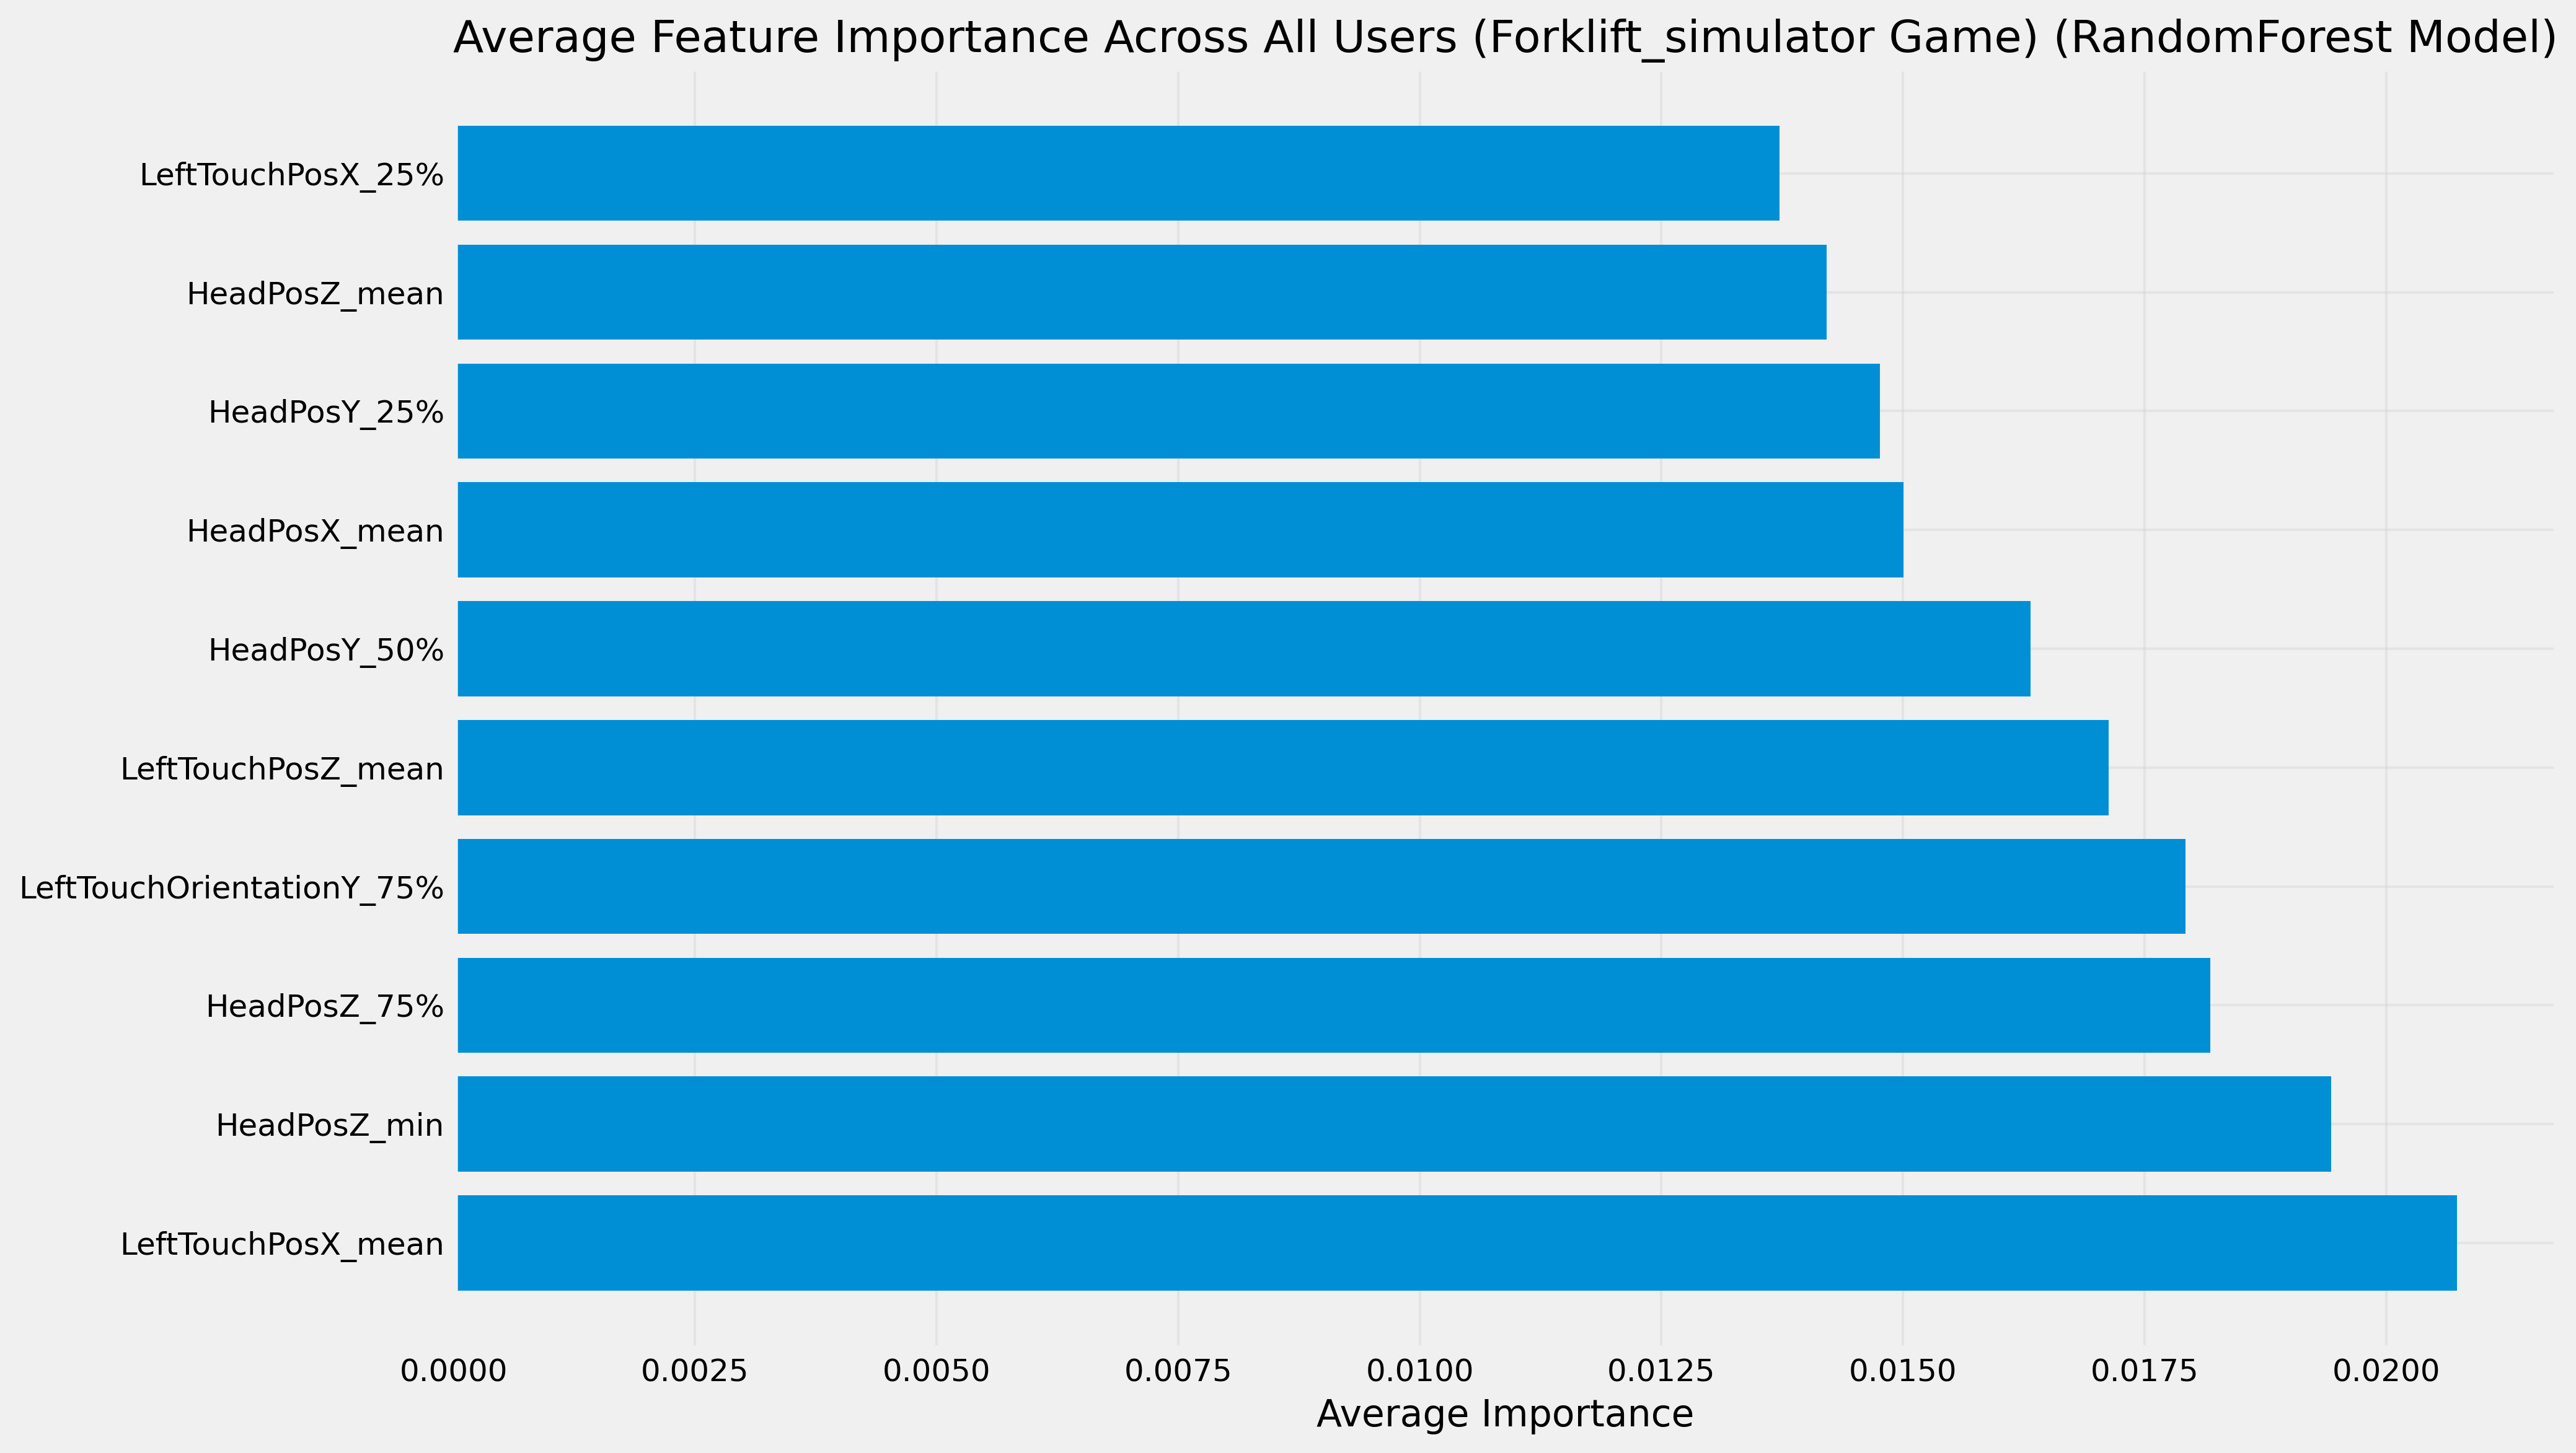 Average Feature Importance Across All Users (Forklift_simulator Game) (RandomForest Model)
LeftTouchPosX_25%
HeadPosZ_mean
HeadPosY_25%
HeadPosX_mean
HeadPosY_50%
LeftTouchPosZ_mean
LeftTouchOrientationY_75%
HeadPosZ_75%
HeadPosZ_min
LeftTouchPosX_mean
0.0000 0.0025 0.0050 0.0075 0.0100 0.0125 0.0150 0.0175 0.0200
Average Importance